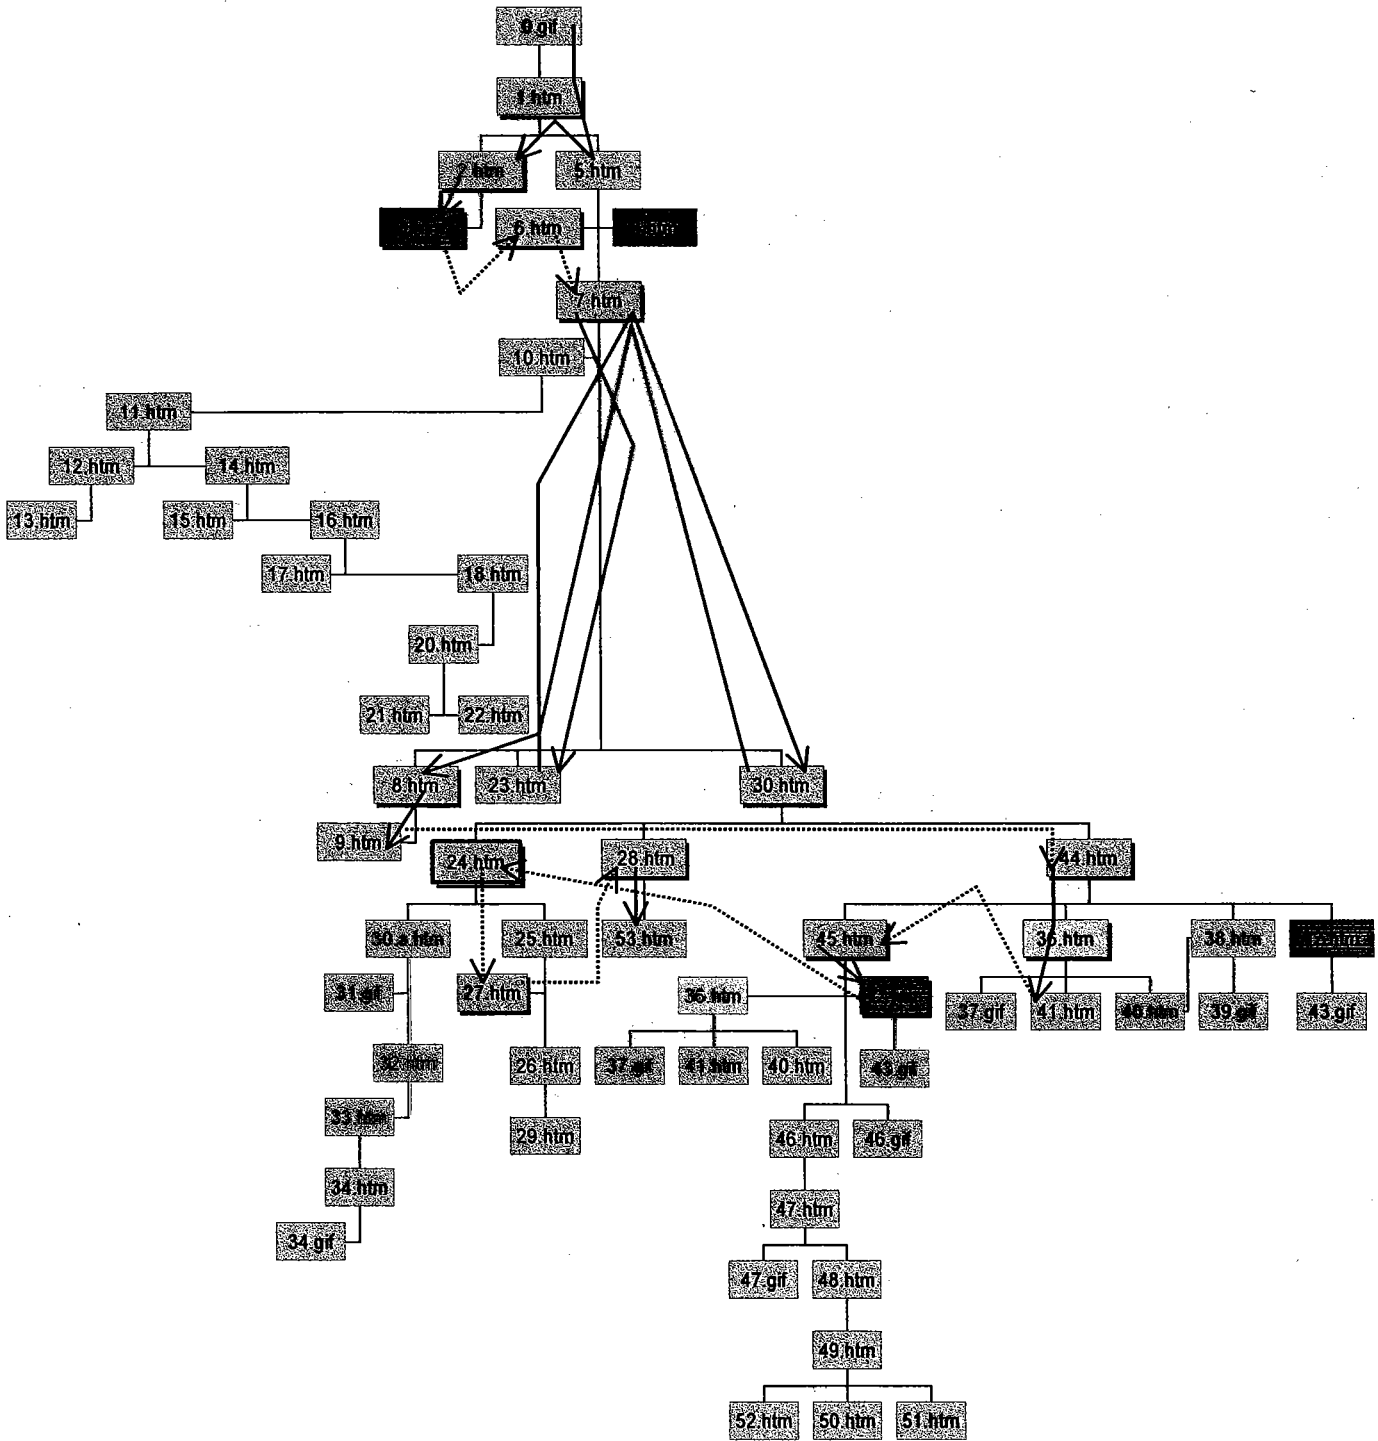 0.gif
1.htm
2.htm 5.htm
6.htm
7.htm
10.htm
11.htm
12.htm 14.htm
13.htm 15.htm 16.htm
17.htm 18.htm
20.htm
21.htm 22.htm
8.htm 23.htm 30.htm
9.htm
24.htm 28.htm 44.htm
30.a.htm 25.htm 53.htm 45.htm 36.htm 38.htm
31.gif 27.htm 36.htm 37.gif 41.htm 40.htm 39.gif 43.gif
32.htm 26.htm 37.gif 41.htm 40.htm 43.gif
33.htm 29.htm 46.htm 46.gif
34.htm
47.htm
34.gif
47.gif 48.htm
49.htm
52.htm 50.htm 51.htm